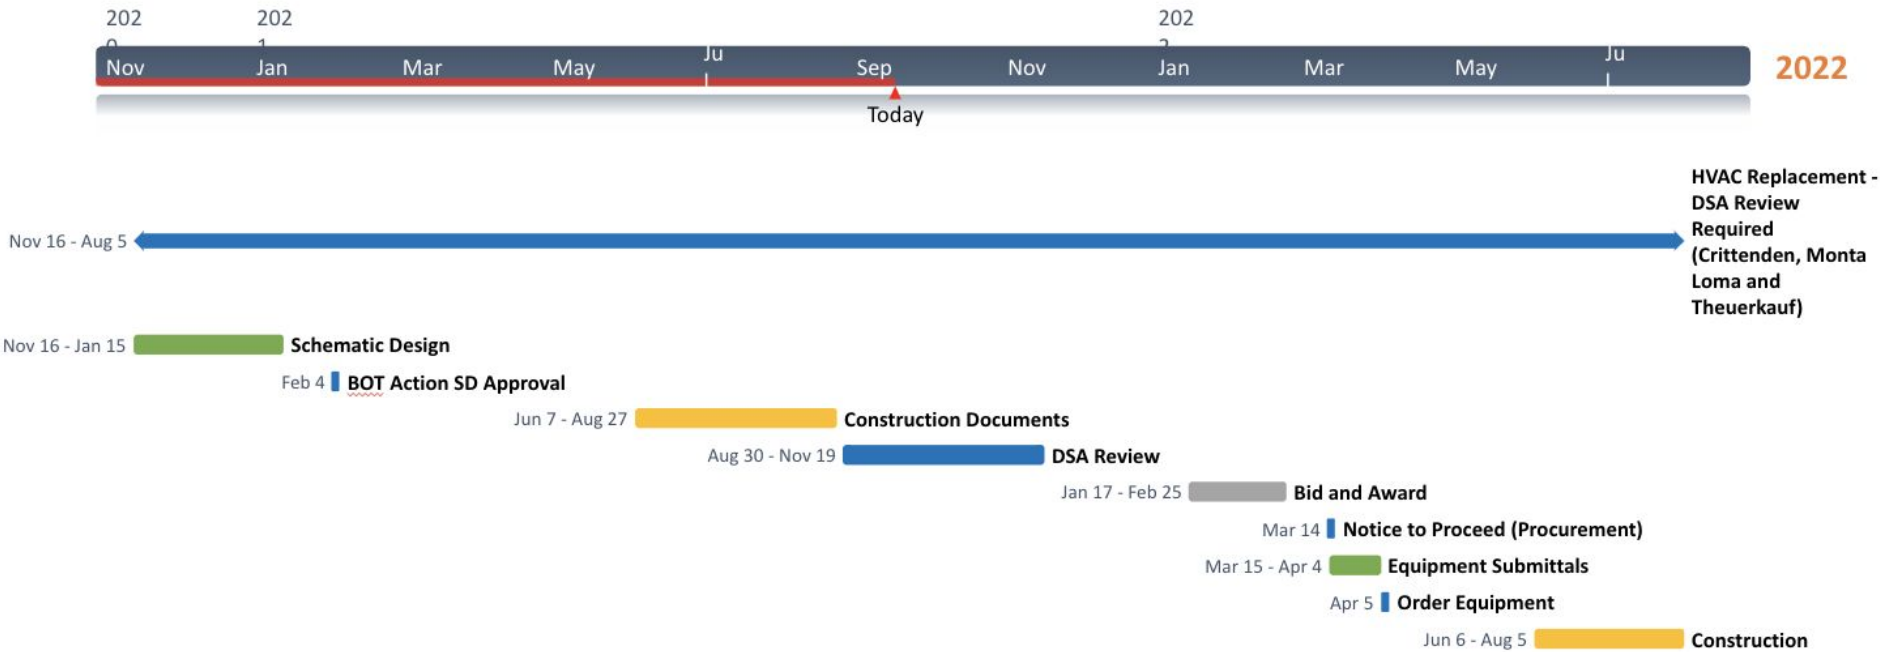 202 202 202
0 1 2
Nov Jan Mar May Ju Sep Nov Jan Mar May Ju 2022
Today
HVAC Replacement -
DSA Review
Required
(Crittenden, Monta
Loma and
Theuerkauf)
Nov 16 - Aug 5
Nov 16 - Jan 15 Schematic Design
Feb 4 BOT Action SD Approval
Jun 7 - Aug 27 Construction Documents
Aug 30 - Nov 19 DSA Review
Jan 17 - Feb 25 Bid and Award
Mar 14 Notice to Proceed (Procurement)
Mar 15 - Apr 4 Equipment Submittals
Apr 5 Order Equipment
Jun 6 - Aug 5 Construction